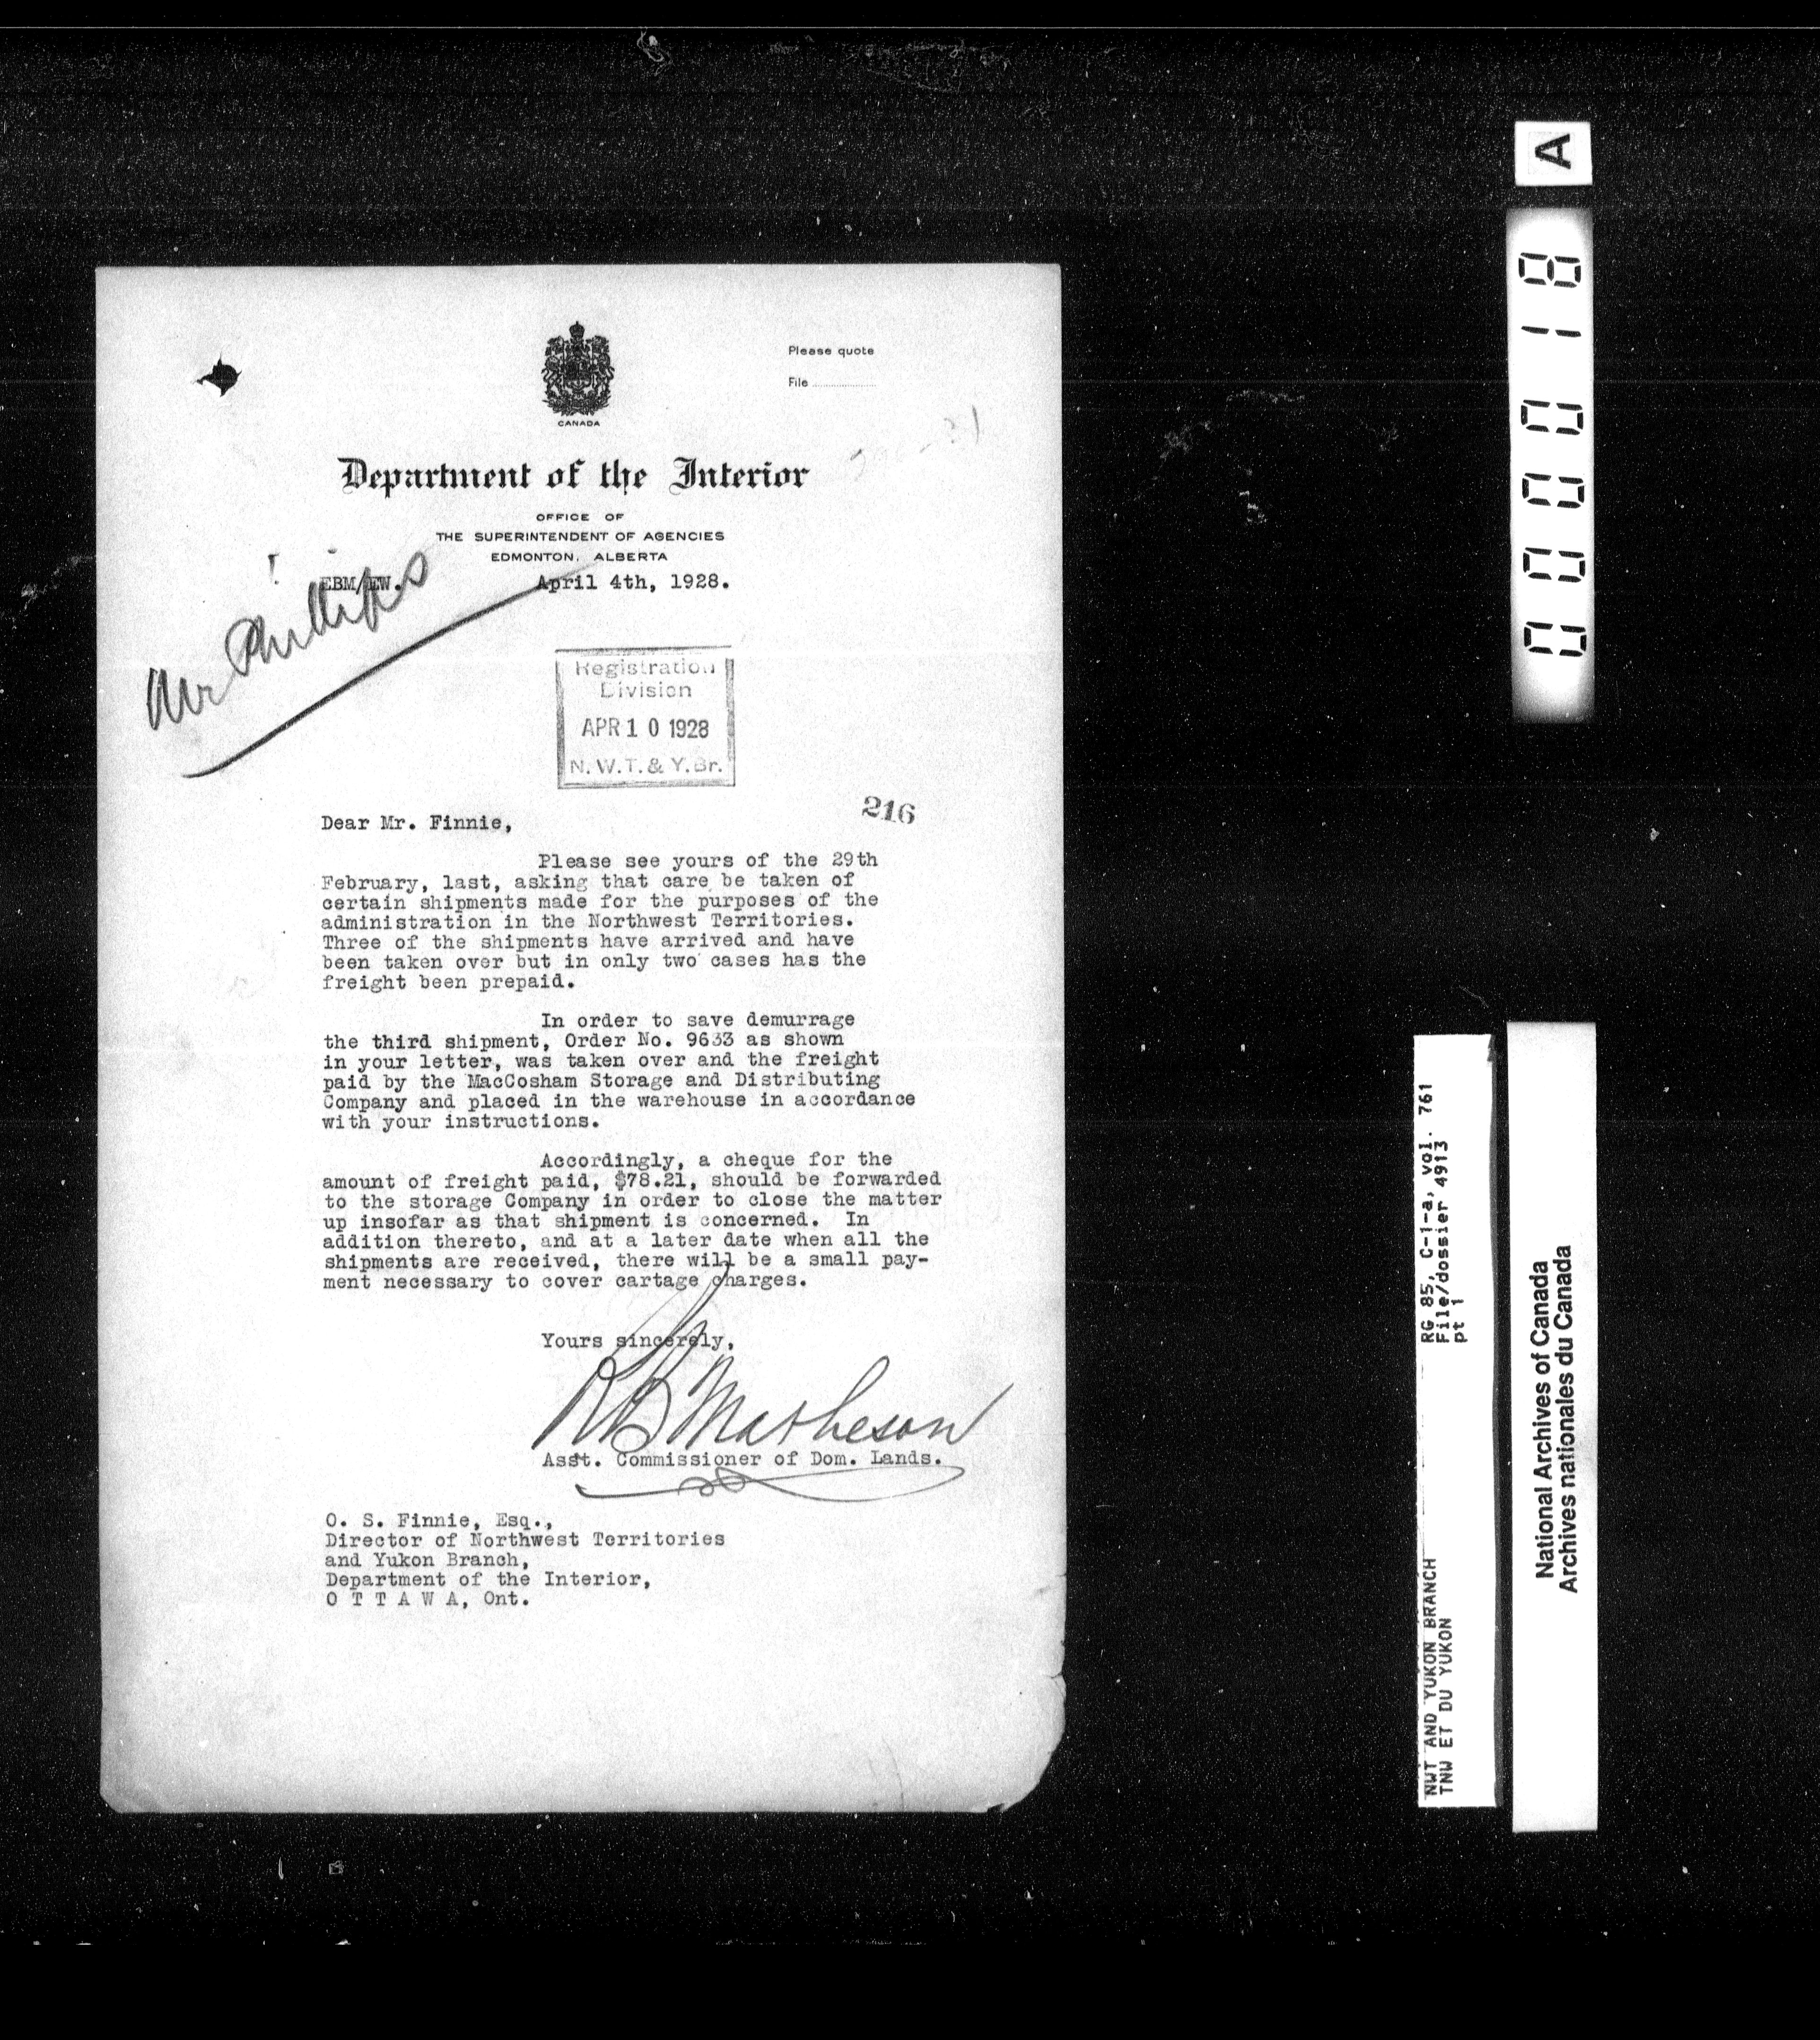 Please quote
File
CANADA
Department of the Interior
OFFICE OF
THE SUPERINTENDENT OF AGENCIES
EDMONTON, ALBERTA
EBM/EW. April 4th, 1928.
Mr Phillips
Registration
Division
APR 10 1928
N. W. T. & Y. Br.
216
Dear Mr. Finnie,
Please see yours of the 29th
February, last, asking that care be taken of
certain shipments made for the purposes of the
administration in the Northwest Territories.
Three of the shipments have arrived and have
been taken over but in only two cases has the
freight been prepaid.
In order to save demurrage
the third shipment, Order No. 9633 as shown
in your letter, was taken over and the freight
paid by the MacCosham Storage and Distributing
Company and placed in the warehouse in accordance
with your instructions.
Accordingly, a cheque for the
amount of freight paid, $78.21, should be forwarded
to the storage Company in order to close the matter
up insofar as that shipment is concerned. In
addition thereto, and at a later date when all the
shipments are received, there will be a small pay-
ment necessary to cover cartage charges.
Yours sincerely,
Matheson
Asst. Commissioner of Dom. Lands.
O. S. Finnie, Esq.,
Director of Northwest Territories
and Yukon Branch,
Department of the Interior,
O T T A W A, Ont.
A
000018
RG 85, C-1-a, vol. 761
File/dossier 4913
pt 1
NWT AND YUKON BRANCH
TNW ET DU YUKON
National Archives of Canada
Archives nationales du Canada